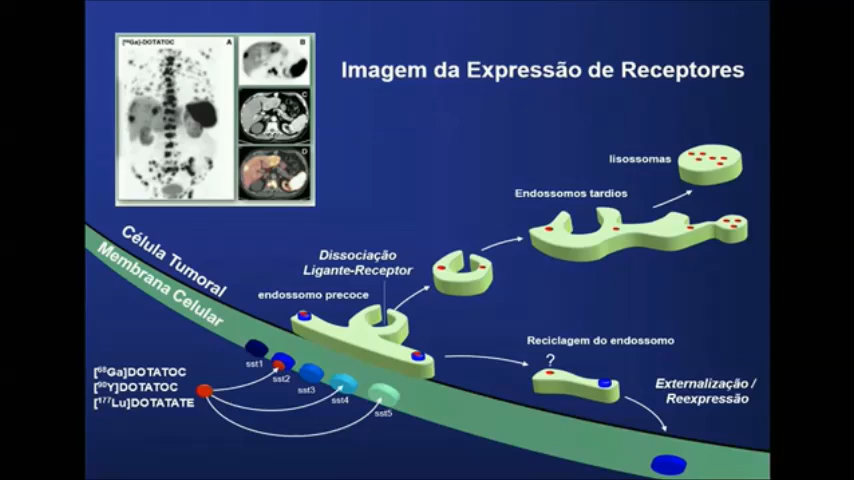 [⁶⁸Ga]-DOTATOC A
B
C
D
Imagem da Expressão de Receptores
lisossomas
Endossomos tardios
Célula Tumoral
Membrana Celular
Dissociação
Ligante-Receptor
endossomo precoce
Reciclagem do endossomo
?
Externalização /
Reexpressão
sst1
sst2
sst3
sst4
sst5
[⁶⁸Ga]DOTATOC
[⁹⁰Y]DOTATOC
[¹⁷⁷Lu]DOTATATE